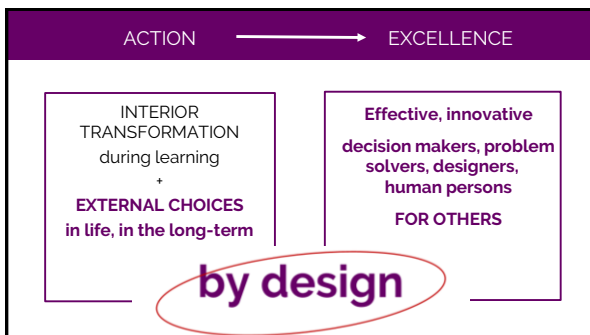 ACTION
EXCELLENCE
INTERIOR
TRANSFORMATION
during learning
+
EXTERNAL CHOICES
in life, in the long-term
Effective, innovative
decision makers, problem
solvers, designers,
human persons
FOR OTHERS
by design